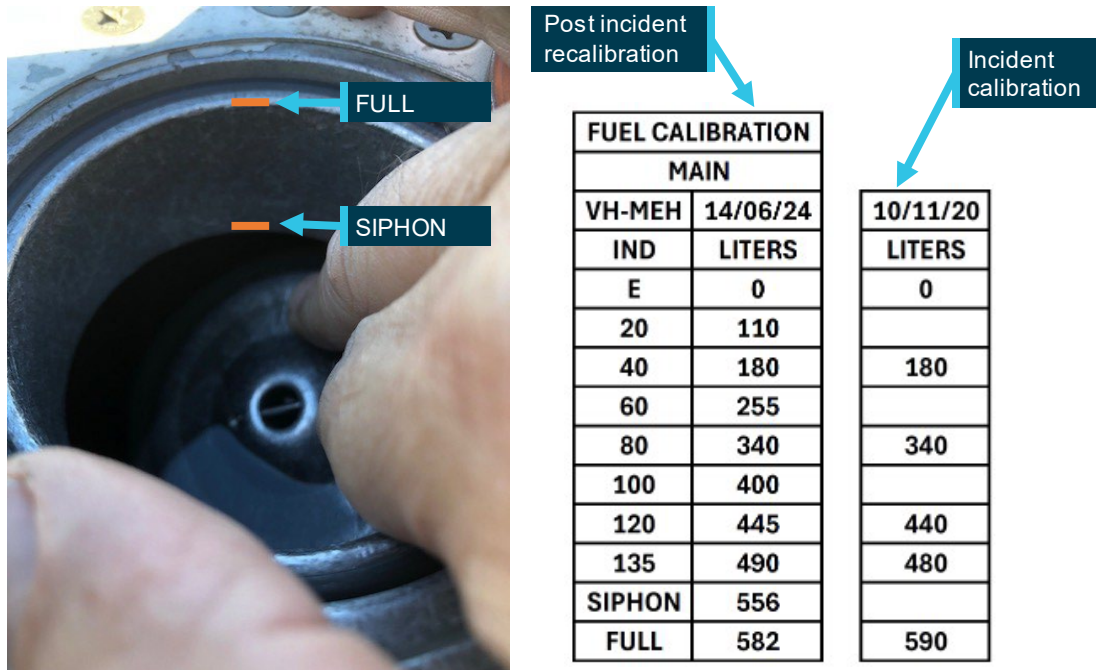 FULL
SIPHON
Post incident
recalibration
Incident
calibration
FUEL CALIBRATION
MAIN
VH-MEH 14/06/24 10/11/20
IND LITERS LITERS
E 0 0
20 110
40 180 180
60 255
80 340 340
100 400
120 445 440
135 490 480
SIPHON 556
FULL 582 590